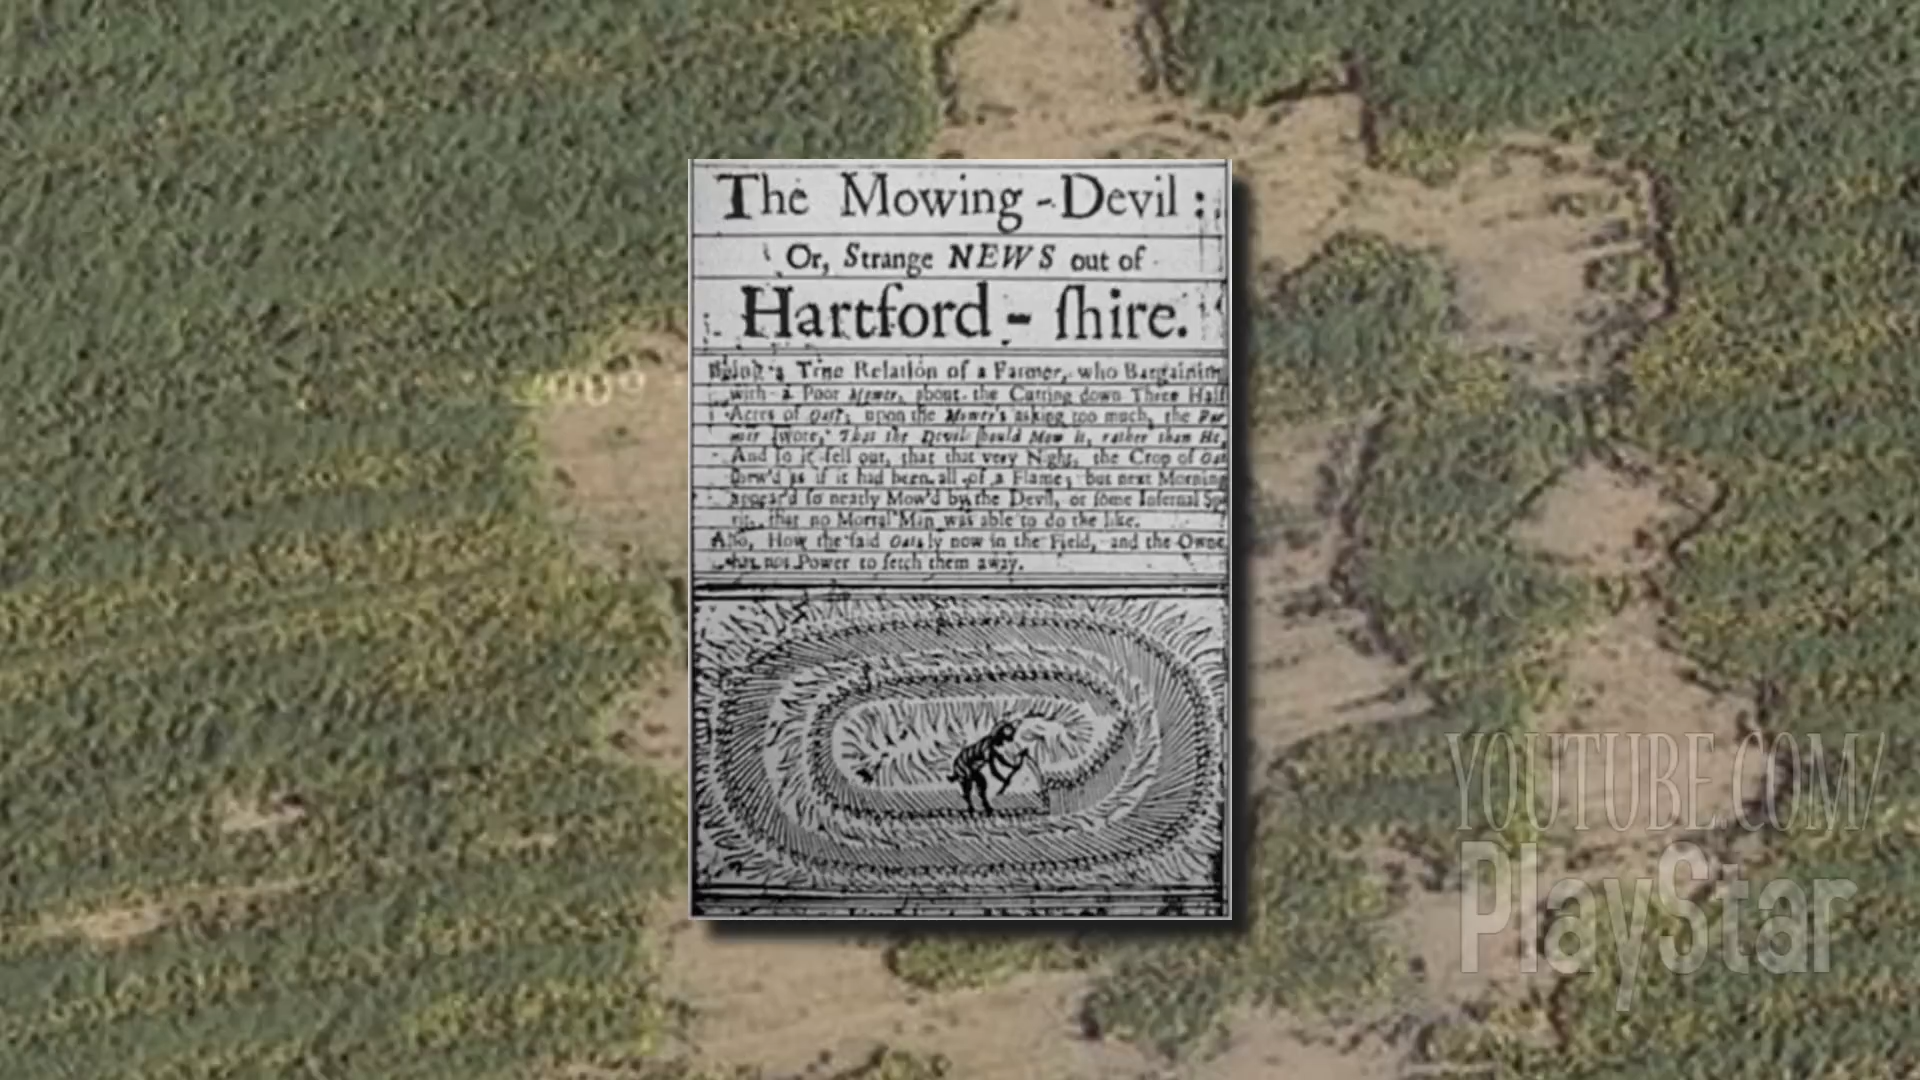 The Mowing-Devil:
Or, Strange NEWS out of
Hartford-ſhire.
Being a True Relation of a Farmer, who Bargaining
with a Poor Mower, about the Cutting down Three Half
Acres of Oats; upon the Mower's asking too much, the Far
mer ſwore, That the Devil ſhould Mow it, rather than He,
And ſo it fell out, that that very Night, the Crop of Oat
ſhew'd as if it had been all of a Flame; but next Morning
appear'd ſo neatly Mow'd by the Devil, or ſome Infernal Spi
rit, that no Mortal Man was able to do the like.
Alſo, How the ſaid Oats ly now in the Field, and the Owne
has not Power to fetch them away.
2009
YOUTUBE.COM/
PlayStar